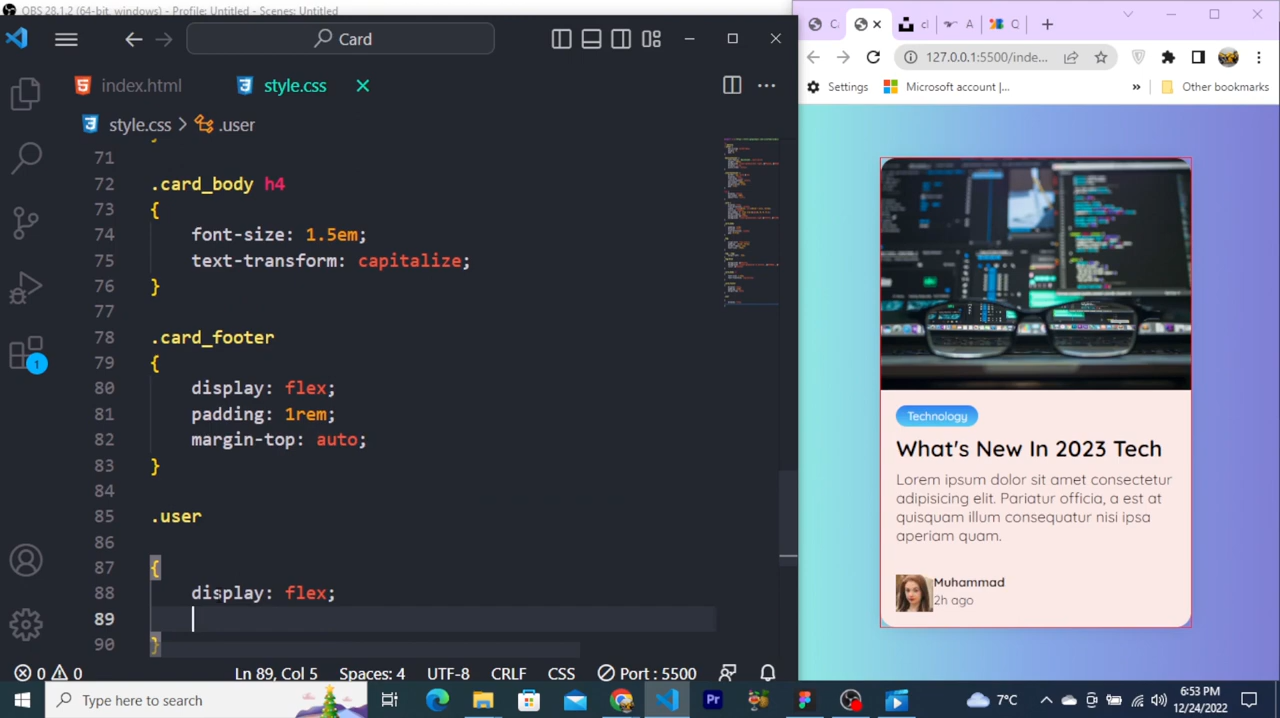 OBS 28.1.2 (64-bit, windows) - Profile: Untitled - Scenes: Untitled
Card
index.html
style.css
style.css > .user
71
72 .card_body h4
73 {
74 font-size: 1.5em;
75 text-transform: capitalize;
76 }
77
78 .card_footer
79 {
80 display: flex;
81 padding: 1rem;
82 margin-top: auto;
83 }
84
85 .user
86
87 {
88 display: flex;
89
90 }
1
0 0
Ln 89, Col 5
Spaces: 4
UTF-8
CRLF
CSS
Port : 5500
127.0.0.1:5500/inde...
Settings
Microsoft account |...
»
Other bookmarks
Technology
What's New In 2023 Tech
Lorem ipsum dolor sit amet consectetur
adipisicing elit. Pariatur officia, a est at
quisquam illum consequatur nisi ipsa
aperiam quam.
Muhammad
2h ago
Type here to search
Pr
7°C
6:53 PM
12/24/2022